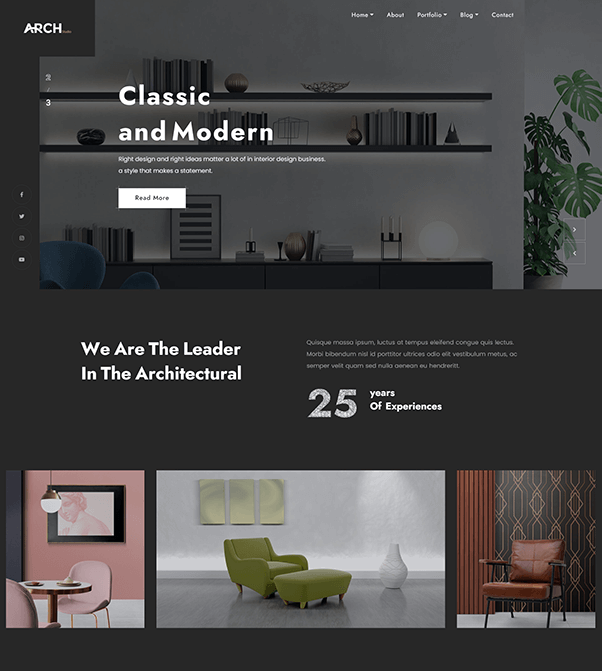 ARCH
Home About Portfolio Blog Contact
3
Classic
and Modern
Right design and right ideas matter a lot of in interior design business.
a style that makes a statement.
Read More
We Are The Leader
In The Architectural
Quisque massa ipsum, luctus at tempus eleifend congue quis lectus.
Morbi bibendum nisl id porttitor ultrices odio elit vestibulum metus, ac
semper velit quam sed nulla aenean eu hendreritt.
25
years
Of Experiences